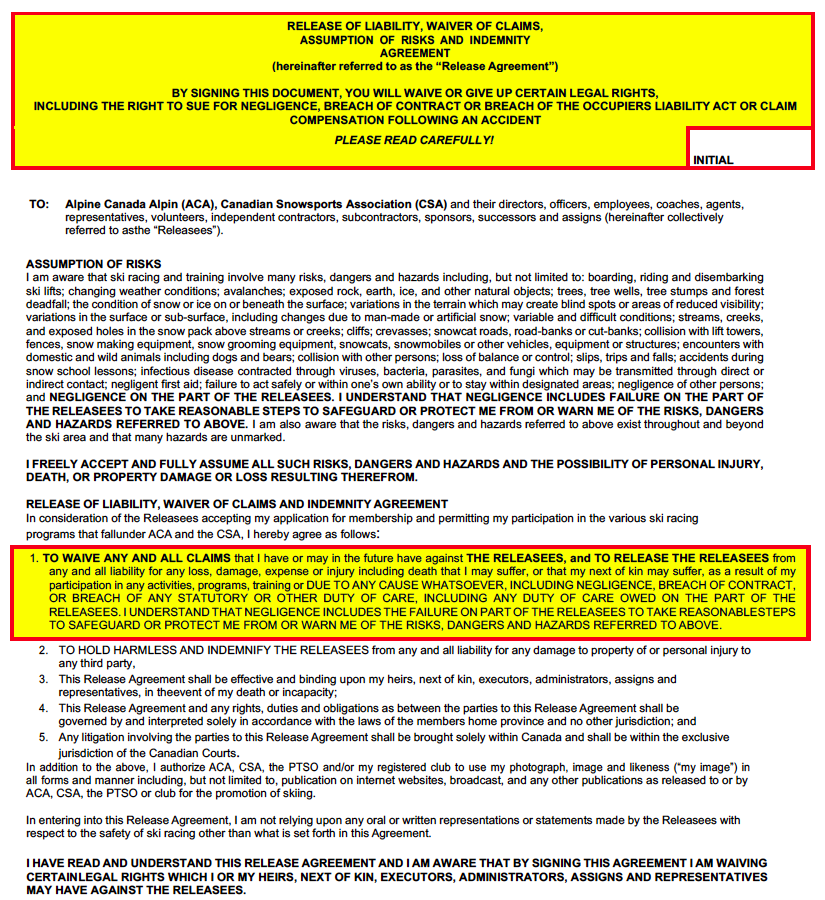 RELEASE OF LIABILITY, WAIVER OF CLAIMS,
ASSUMPTION OF RISKS AND INDEMNITY
AGREEMENT
(hereinafter referred to as the “Release Agreement”)
BY SIGNING THIS DOCUMENT, YOU WILL WAIVE OR GIVE UP CERTAIN LEGAL RIGHTS,
INCLUDING THE RIGHT TO SUE FOR NEGLIGENCE, BREACH OF CONTRACT OR BREACH OF THE OCCUPIERS LIABILITY ACT OR CLAIM
COMPENSATION FOLLOWING AN ACCIDENT
PLEASE READ CAREFULLY!
INITIAL
TO: Alpine Canada Alpin (ACA), Canadian Snowsports Association (CSA) and their directors, officers, employees, coaches, agents,
representatives, volunteers, independent contractors, subcontractors, sponsors, successors and assigns (hereinafter collectively
referred to asthe “Releasees”).
ASSUMPTION OF RISKS
I am aware that ski racing and training involve many risks, dangers and hazards including, but not limited to: boarding, riding and disembarking
ski lifts; changing weather conditions; avalanches; exposed rock, earth, ice, and other natural objects; trees, tree wells, tree stumps and forest
deadfall; the condition of snow or ice on or beneath the surface; variations in the terrain which may create blind spots or areas of reduced visibility;
variations in the surface or sub-surface, including changes due to man-made or artificial snow; variable and difficult conditions; streams, creeks,
and exposed holes in the snow pack above streams or creeks; cliffs; crevasses; snowcat roads, road-banks or cut-banks; collision with lift towers,
fences, snow making equipment, snow grooming equipment, snowcats, snowmobiles or other vehicles, equipment or structures; encounters with
domestic and wild animals including dogs and bears; collision with other persons; loss of balance or control; slips, trips and falls; accidents during
snow school lessons; infectious disease contracted through viruses, bacteria, parasites, and fungi which may be transmitted through direct or
indirect contact; negligent first aid; failure to act safely or within one’s own ability or to stay within designated areas; negligence of other persons;
and NEGLIGENCE ON THE PART OF THE RELEASEES. I UNDERSTAND THAT NEGLIGENCE INCLUDES FAILURE ON THE PART OF
THE RELEASEES TO TAKE REASONABLE STEPS TO SAFEGUARD OR PROTECT ME FROM OR WARN ME OF THE RISKS, DANGERS
AND HAZARDS REFERRED TO ABOVE. I am also aware that the risks, dangers and hazards referred to above exist throughout and beyond
the ski area and that many hazards are unmarked.
I FREELY ACCEPT AND FULLY ASSUME ALL SUCH RISKS, DANGERS AND HAZARDS AND THE POSSIBILITY OF PERSONAL INJURY,
DEATH, OR PROPERTY DAMAGE OR LOSS RESULTING THEREFROM.
RELEASE OF LIABILITY, WAIVER OF CLAIMS AND INDEMNITY AGREEMENT
In consideration of the Releasees accepting my application for membership and permitting my participation in the various ski racing
programs that fallunder ACA and the CSA, I hereby agree as follows:
1. TO WAIVE ANY AND ALL CLAIMS that I have or may in the future have against THE RELEASEES, and TO RELEASE THE RELEASEES from
any and all liability for any loss, damage, expense or injury including death that I may suffer, or that my next of kin may suffer, as a result of my
participation in any activities, programs, training or DUE TO ANY CAUSE WHATSOEVER, INCLUDING NEGLIGENCE, BREACH OF CONTRACT,
OR BREACH OF ANY STATUTORY OR OTHER DUTY OF CARE, INCLUDING ANY DUTY OF CARE OWED ON THE PART OF THE
RELEASEES. I UNDERSTAND THAT NEGLIGENCE INCLUDES THE FAILURE ON PART OF THE RELEASEES TO TAKE REASONABLESTEPS
TO SAFEGUARD OR PROTECT ME FROM OR WARN ME OF THE RISKS, DANGERS AND HAZARDS REFERRED TO ABOVE.
2. TO HOLD HARMLESS AND INDEMNIFY THE RELEASEES from any and all liability for any damage to property of or personal injury to
any third party,
3. This Release Agreement shall be effective and binding upon my heirs, next of kin, executors, administrators, assigns and
representatives, in theevent of my death or incapacity;
4. This Release Agreement and any rights, duties and obligations as between the parties to this Release Agreement shall be
governed by and interpreted solely in accordance with the laws of the members home province and no other jurisdiction; and
5. Any litigation involving the parties to this Release Agreement shall be brought solely within Canada and shall be within the exclusive
jurisdiction of the Canadian Courts.
In addition to the above, I authorize ACA, CSA, the PTSO and/or my registered club to use my photograph, image and likeness (“my image”) in
all forms and manner including, but not limited to, publication on internet websites, broadcast, and any other publications as released to or by
ACA, CSA, the PTSO or club for the promotion of skiing.
In entering into this Release Agreement, I am not relying upon any oral or written representations or statements made by the Releasees with
respect to the safety of ski racing other than what is set forth in this Agreement.
I HAVE READ AND UNDERSTAND THIS RELEASE AGREEMENT AND I AM AWARE THAT BY SIGNING THIS AGREEMENT I AM WAIVING
CERTAINLEGAL RIGHTS WHICH I OR MY HEIRS, NEXT OF KIN, EXECUTORS, ADMINISTRATORS, ASSIGNS AND REPRESENTATIVES
MAY HAVE AGAINST THE RELEASEES.